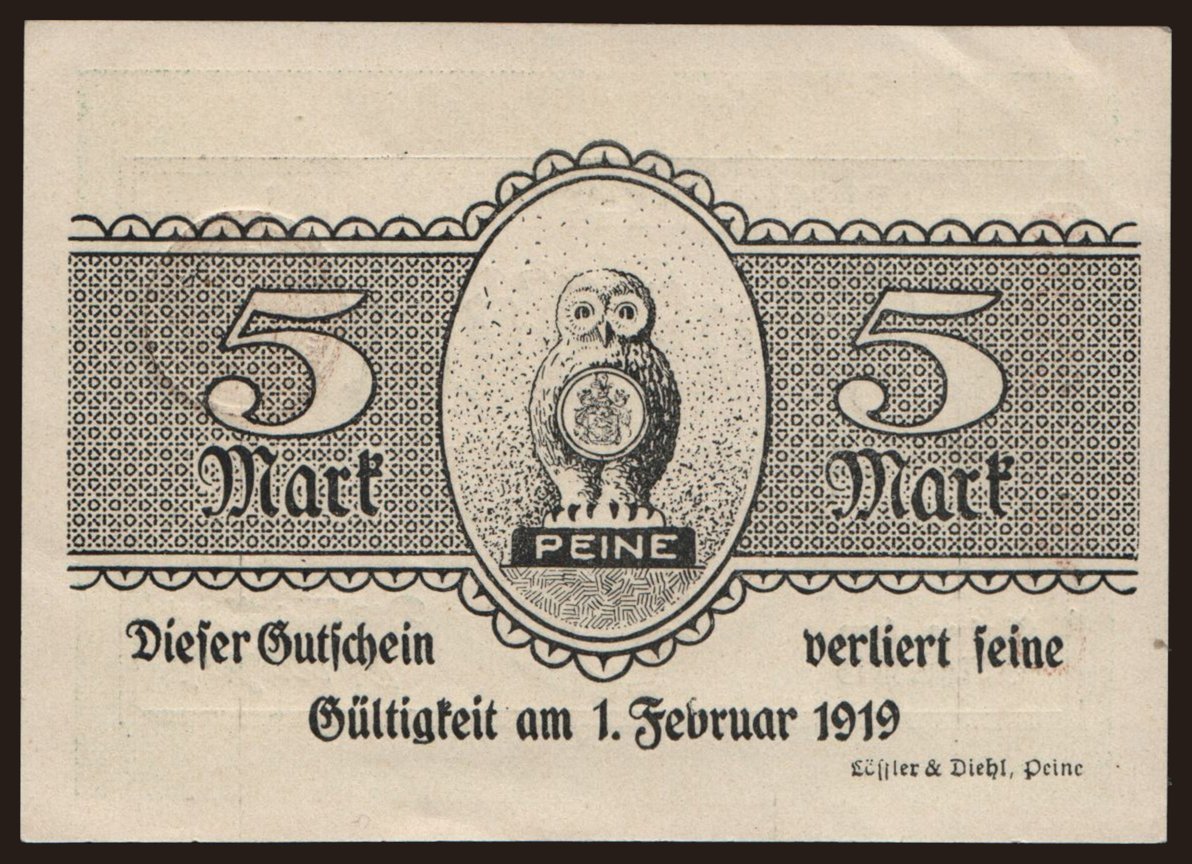 5 5
Mark Mark
PEINE
Dieser Gutschein verliert seine
Gültigkeit am 1. Februar 1919
Löffler & Diehl, Peine